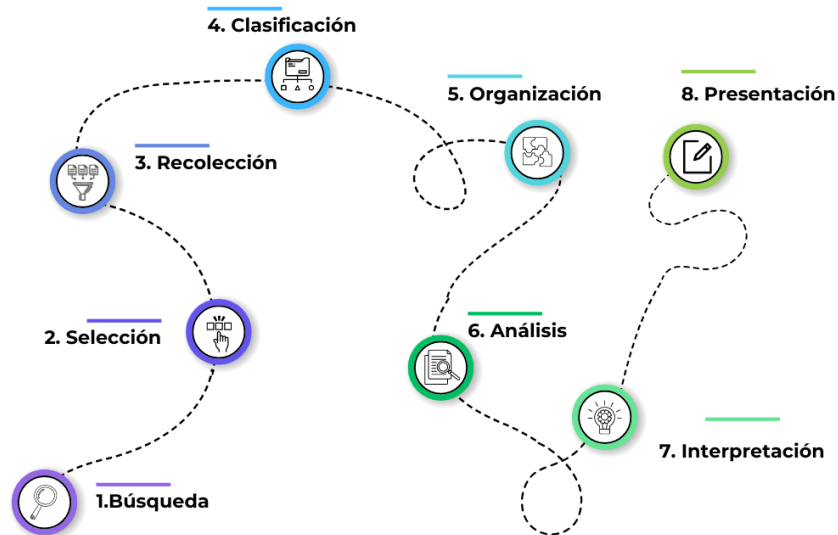 1.Búsqueda
2. Selección
3. Recolección
4. Clasificación
5. Organización
6. Análisis
7. Interpretación
8. Presentación